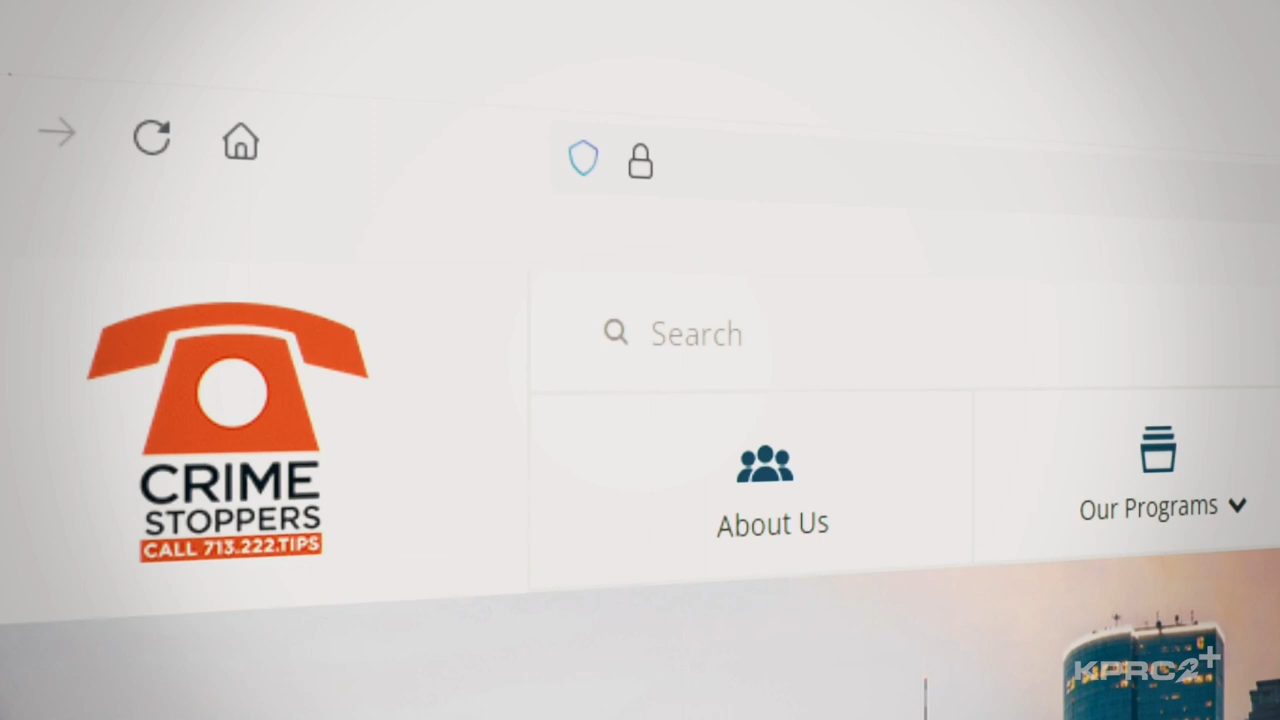 Search
CRIME
STOPPERS
CALL 713.222.TIPS
About Us
Our Programs
KPRC2+